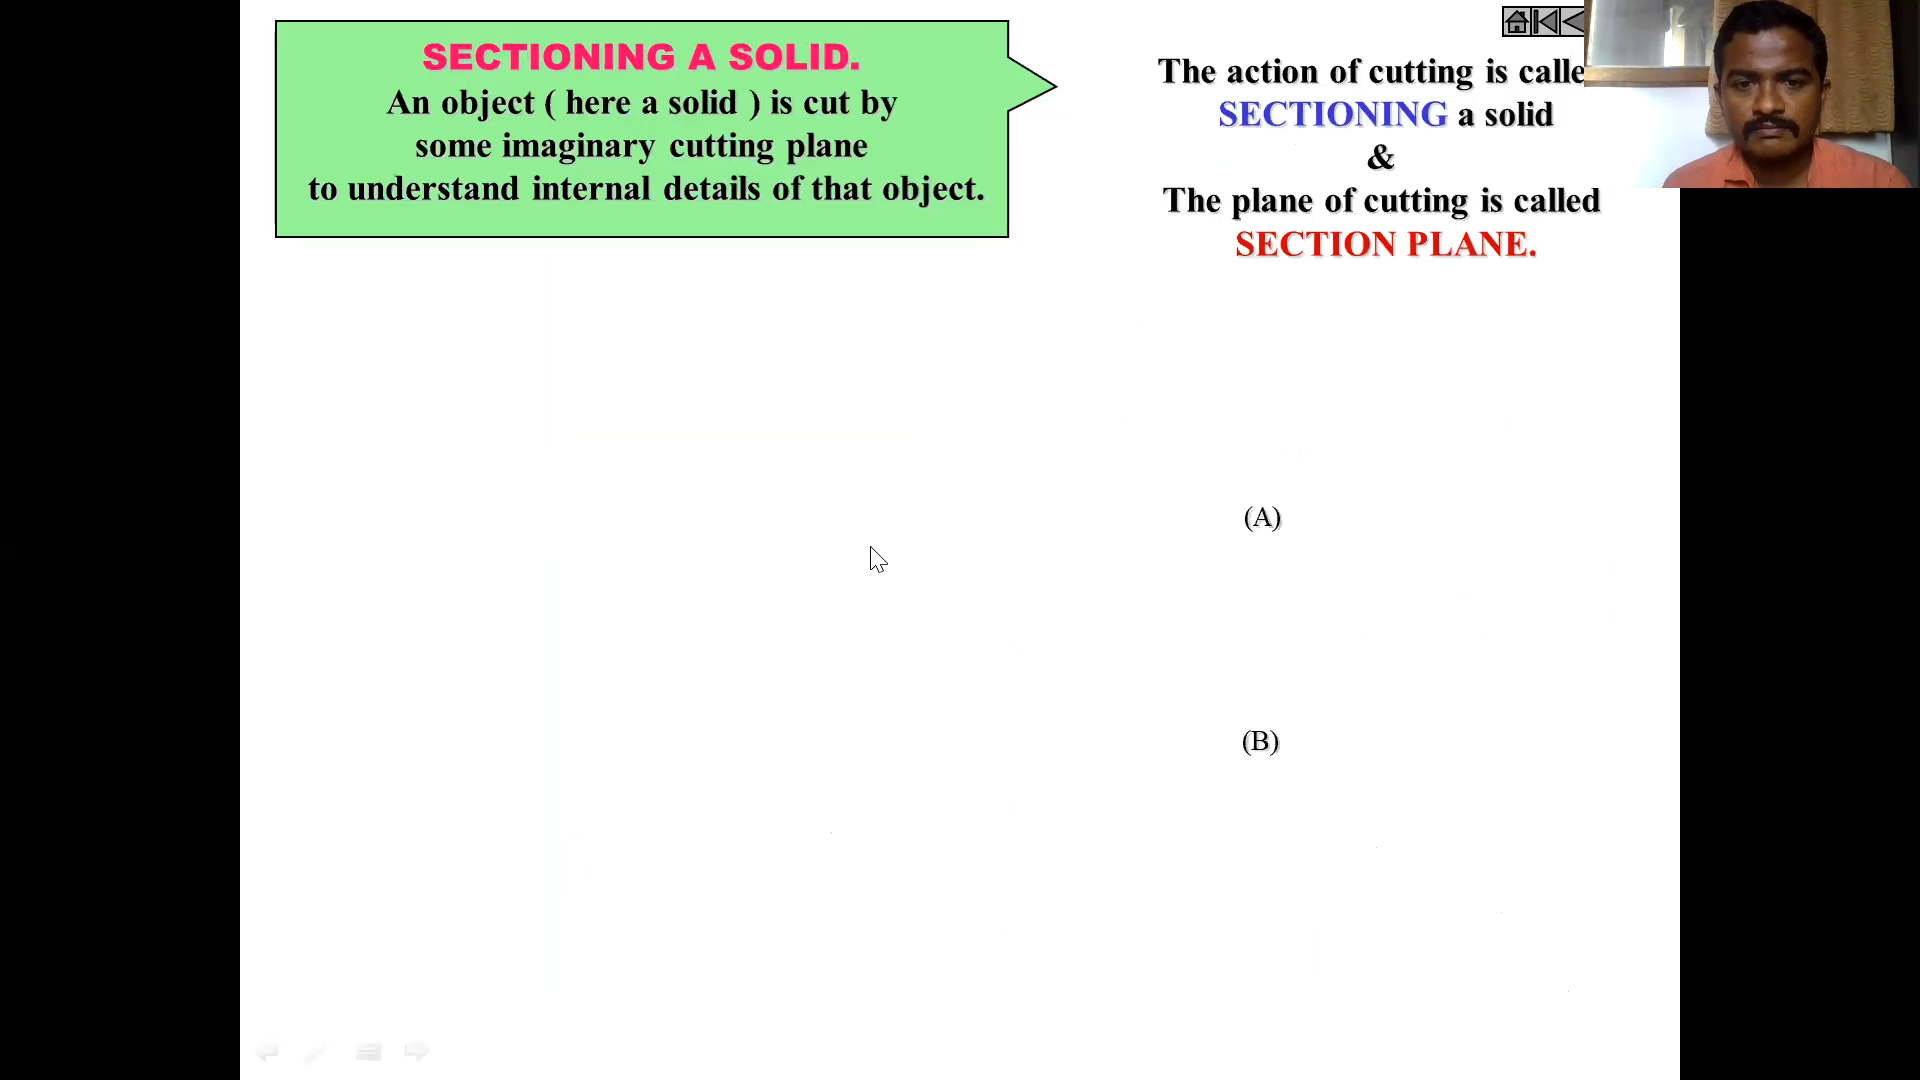 SECTIONING A SOLID.
An object ( here a solid ) is cut by
some imaginary cutting plane
to understand internal details of that object.
The action of cutting is calle
SECTIONING a solid
&
The plane of cutting is called
SECTION PLANE.
(A)
(B)